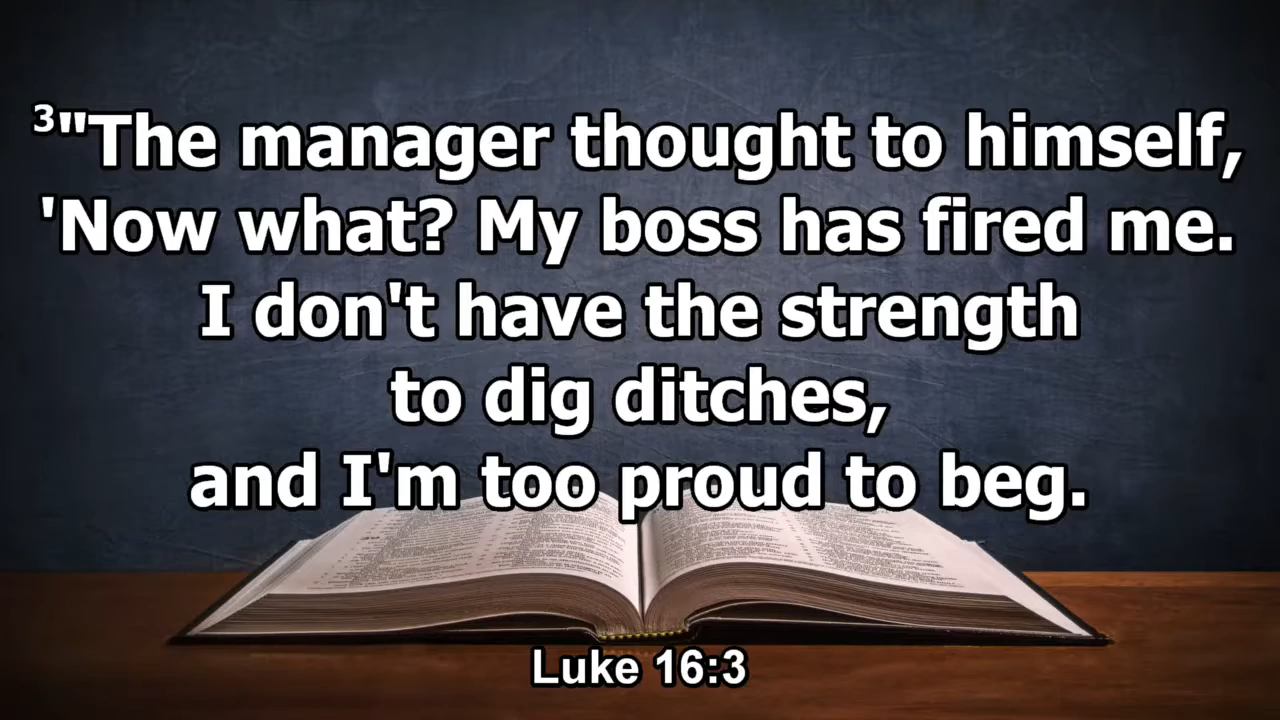 3"The manager thought to himself,
'Now what? My boss has fired me.
I don't have the strength
to dig ditches,
and I'm too proud to beg.
Luke 16:3